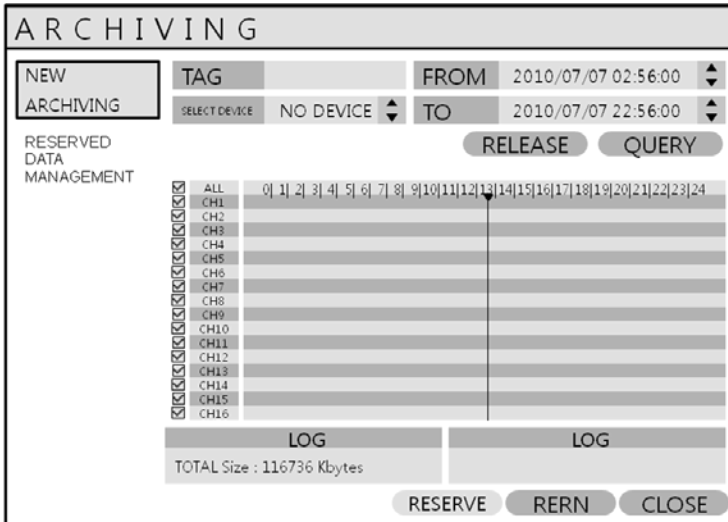 ARCHIVING
NEW
ARCHIVING
RESERVED
DATA
MANAGEMENT
TAG
FROM 2010/07/07 02:56:00
SELECT DEVICE NO DEVICE
TO 2010/07/07 22:56:00
RELEASE QUERY
ALL 0| 1| 2| 3| 4| 5| 6| 7| 8| 9|10|11|12|13|14|15|16|17|18|19|20|21|22|23|24
CH1
CH2
CH3
CH4
CH5
CH6
CH7
CH8
CH9
CH10
CH11
CH12
CH13
CH14
CH15
CH16
LOG LOG
TOTAL Size : 116736 Kbytes
RESERVE RERN CLOSE